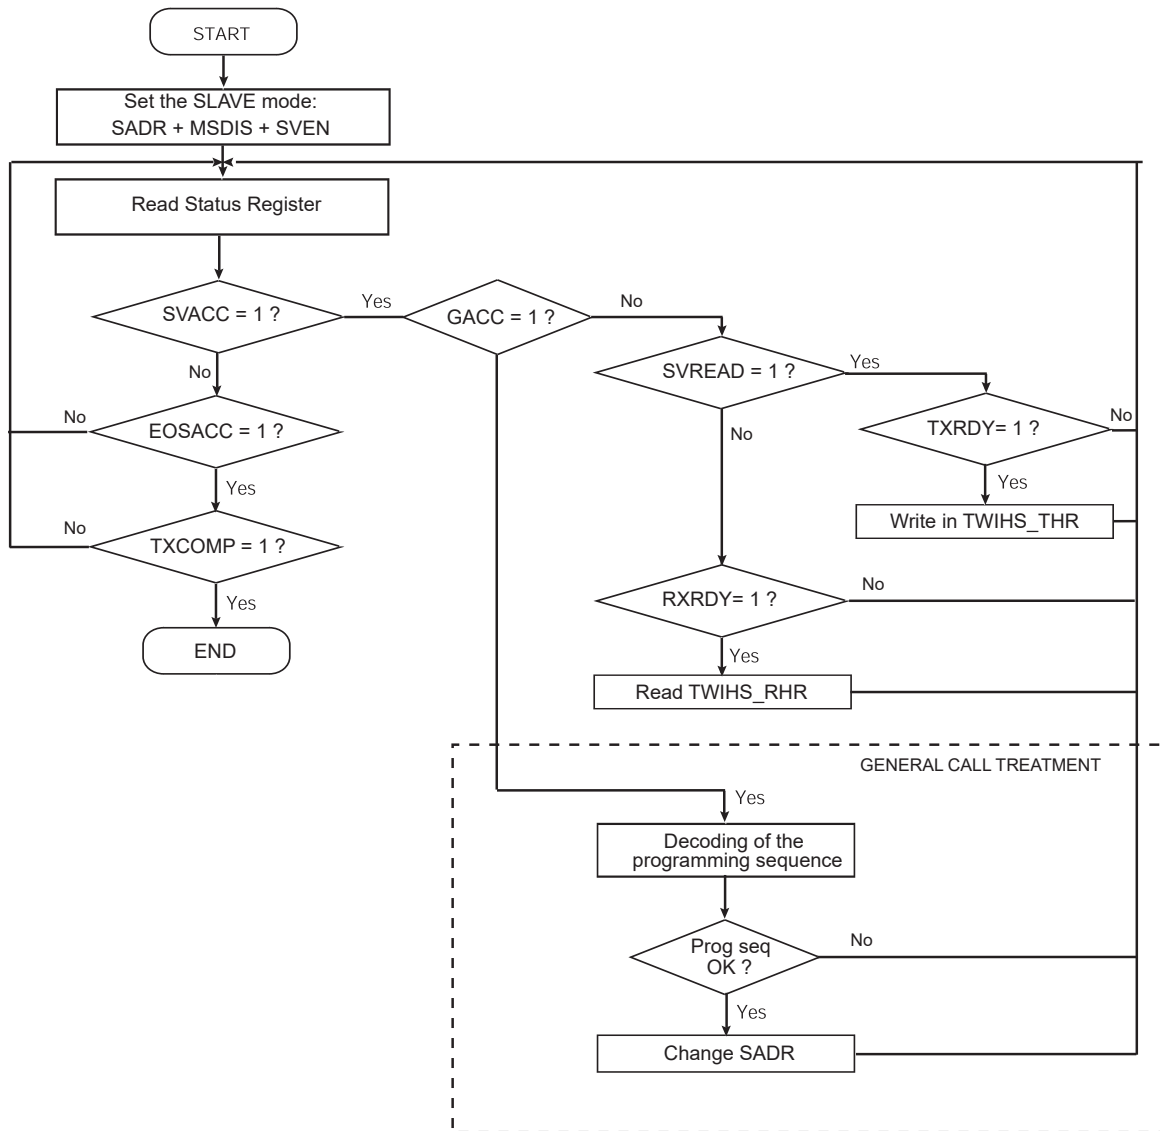 START
Set the SLAVE mode:
SADR + MSDIS + SVEN
Read Status Register
SVACC = 1 ?
Yes
GACC = 1 ?
No
SVREAD = 1 ?
Yes
No
EOSACC = 1 ?
No
TXRDY= 1 ?
No
No
Yes
Yes
Write in TWIHS_THR
No
TXCOMP = 1 ?
RXRDY= 1 ?
No
Yes
END
Yes
Read TWIHS_RHR
GENERAL CALL TREATMENT
Yes
Decoding of the
programming sequence
Prog seq
OK ?
No
Yes
Change SADR